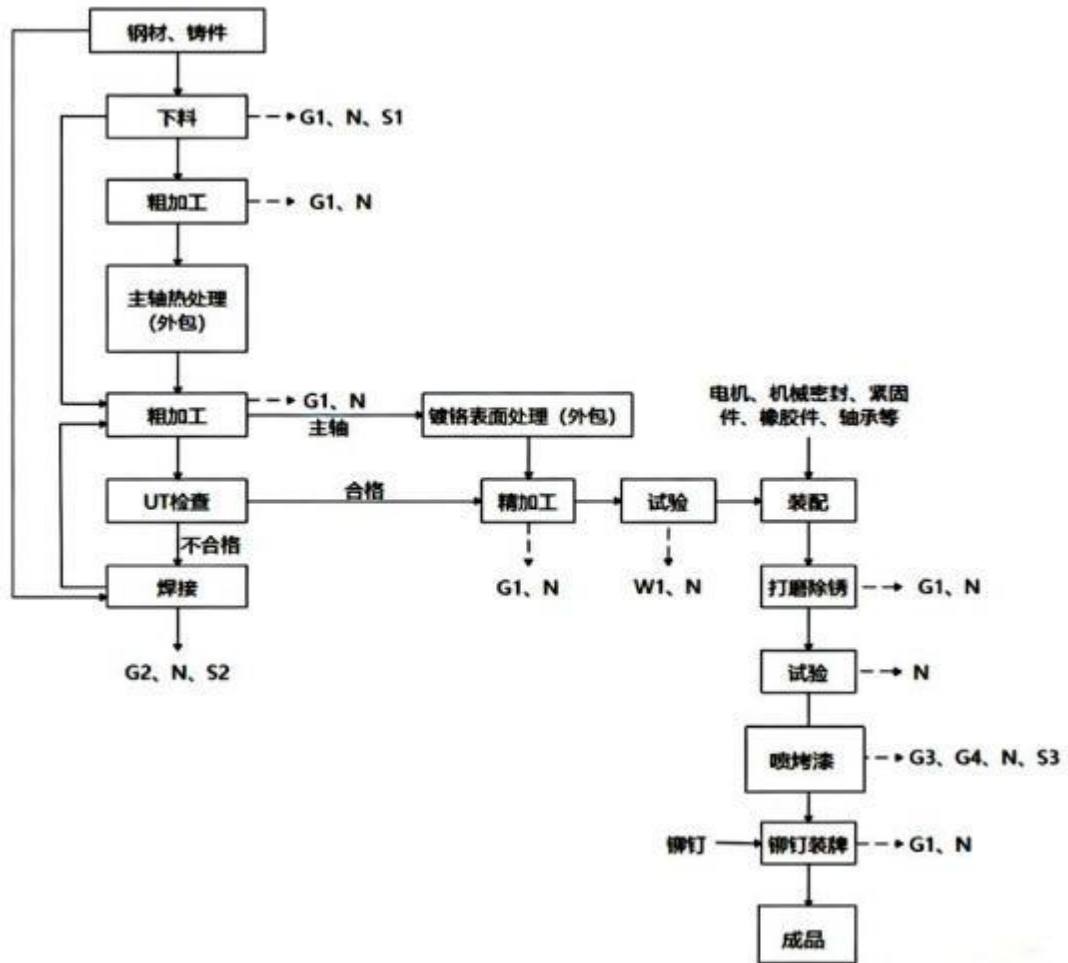 钢材、铸件
下料
G1、N、S1
粗加工
G1、N
主轴热处理
(外包)
粗加工
G1、N
主轴
镀铬表面处理（外包）
电机、机械密封、紧固
件、橡胶件、轴承等
UT检查
合格
精加工
试验
装配
不合格
焊接
G1、N
W1、N
打磨除锈
G1、N
G2、N、S2
试验
N
喷烤漆
G3、G4、N、S3
铆钉
铆钉装牌
G1、N
成品